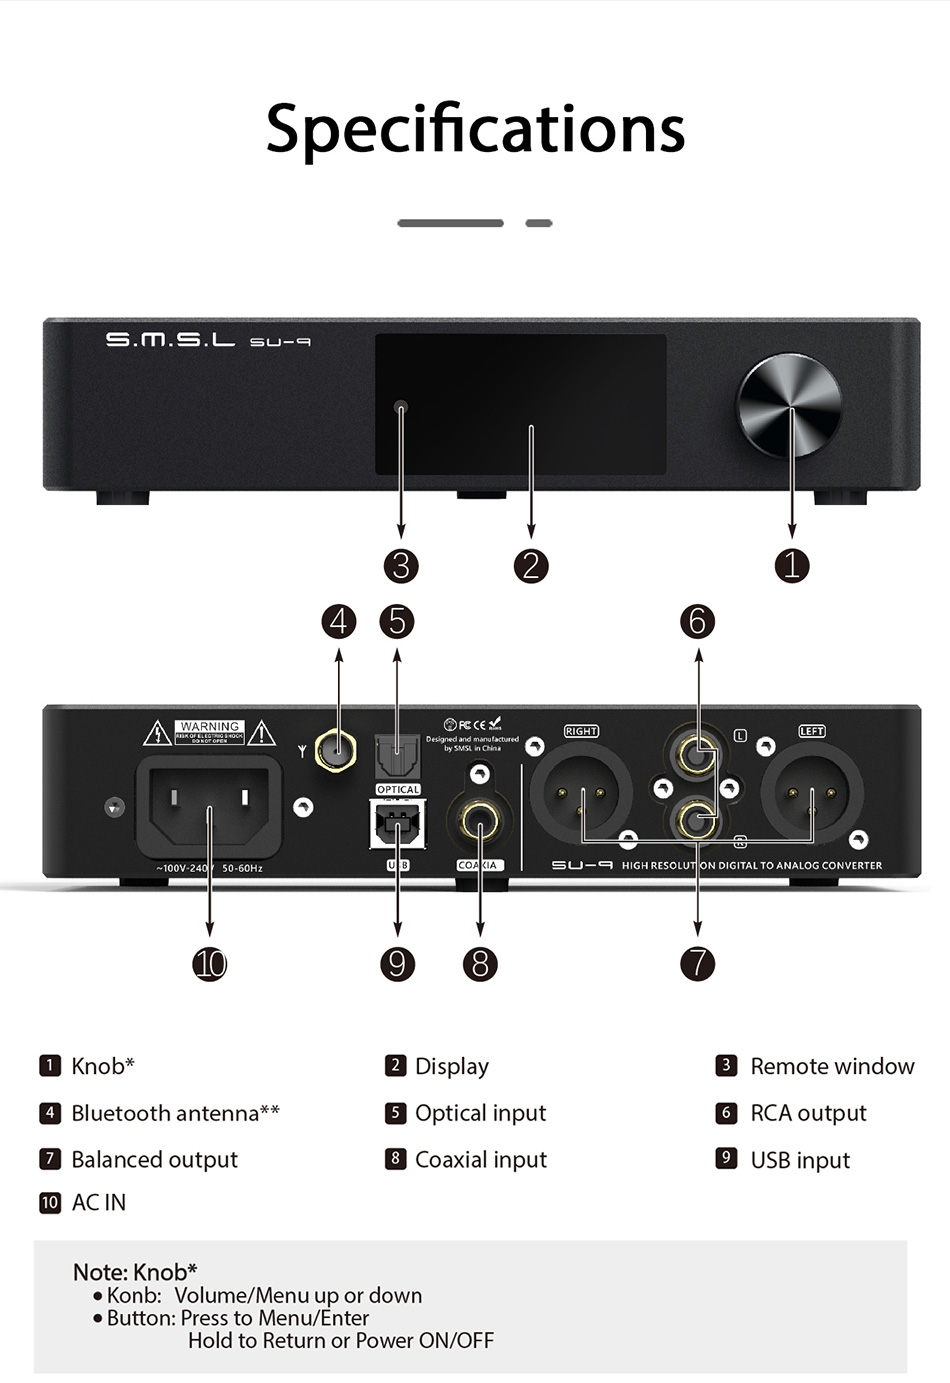 Specifications
S.M.S.L SU-9
3
2
1
4
5
6
WARNING
RISK OF ELECTRIC SHOCK
DO NOT OPEN
FC CE RoHS
Designed and manufactured
by SMSL in China
RIGHT
L
LEFT
OPTICAL
R
~100V-240V 50-60Hz
USB
COAXIA
SU-9 HIGH RESOLUTION DIGITAL TO ANALOG CONVERTER
10
9
8
7
1 Knob*
2 Display
3 Remote window
4 Bluetooth antenna**
5 Optical input
6 RCA output
7 Balanced output
8 Coaxial input
9 USB input
10 AC IN
Note: Knob*
● Konb: Volume/Menu up or down
● Button: Press to Menu/Enter
Hold to Return or Power ON/OFF